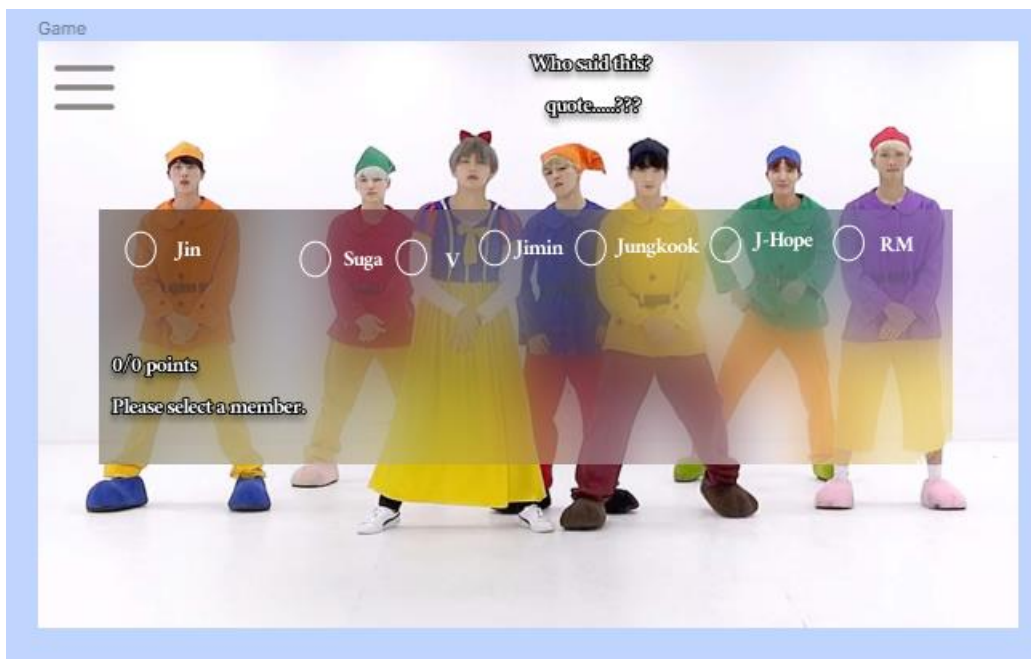 Game
Who said this?
quote.....???
Jin
Suga
V
Jimin
Jungkook
J-Hope
RM
0/0 points
Please select a member.